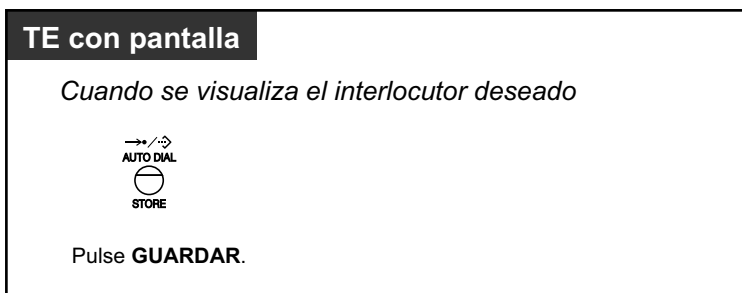 TE con pantalla
Cuando se visualiza el interlocutor deseado
AUTO DIAL
STORE
Pulse GUARDAR.